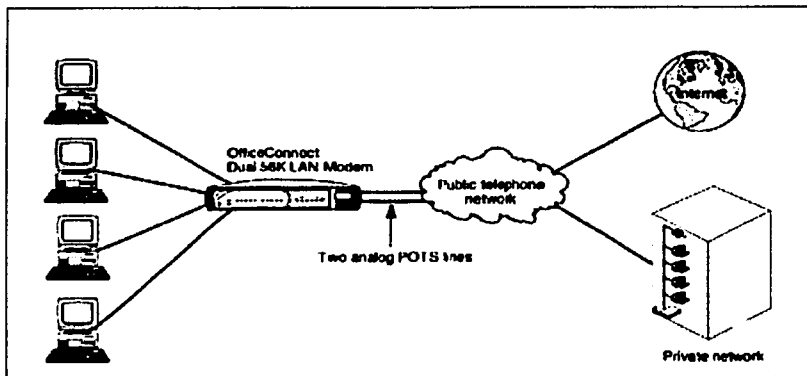 OfficeConnect
Dual 56K LAN Modem
Internet
Public telephone
network
Two analog POTS lines
Private network